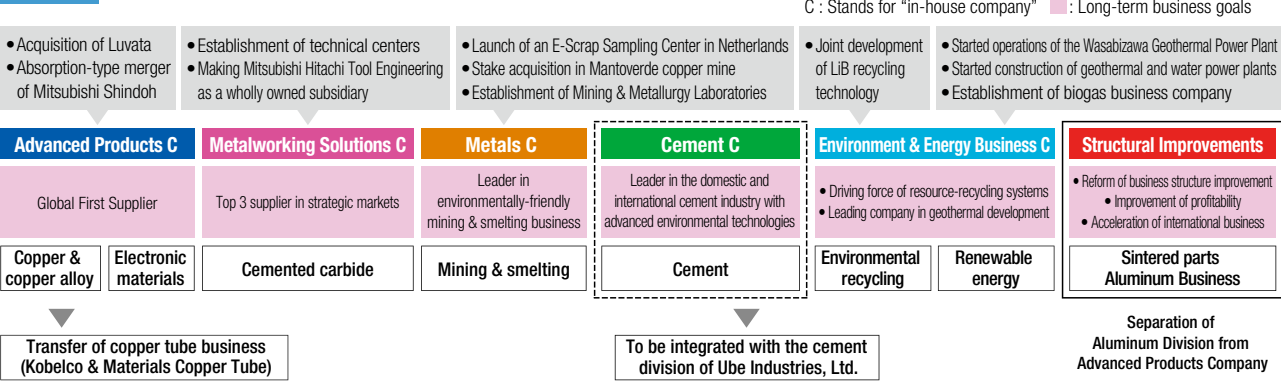 C : Stands for “in-house company” : Long-term business goals
• Acquisition of Luvata
• Absorption-type merger
of Mitsubishi Shindoh
• Establishment of technical centers
• Making Mitsubishi Hitachi Tool Engineering
as a wholly owned subsidiary
• Launch of an E-Scrap Sampling Center in Netherlands
• Stake acquisition in Mantoverde copper mine
• Establishment of Mining & Metallurgy Laboratories
• Joint development
of LiB recycling
technology
• Started operations of the Wasabizawa Geothermal Power Plant
• Started construction of geothermal and water power plants
• Establishment of biogas business company
Advanced Products C
Metalworking Solutions C
Metals C
Cement C
Environment & Energy Business C
Structural Improvements
Global First Supplier
Top 3 supplier in strategic markets
Leader in
environmentally-friendly
mining & smelting business
Leader in the domestic and
international cement industry with
advanced environmental technologies
• Driving force of resource-recycling systems
• Leading company in geothermal development
• Reform of business structure improvement
• Improvement of profitability
• Acceleration of international business
Copper &
copper alloy
Electronic
materials
Cemented carbide
Mining & smelting
Cement
Environmental
recycling
Renewable
energy
Sintered parts
Aluminum Business
Transfer of copper tube business
(Kobelco & Materials Copper Tube)
To be integrated with the cement
division of Ube Industries, Ltd.
Separation of
Aluminum Division from
Advanced Products Company